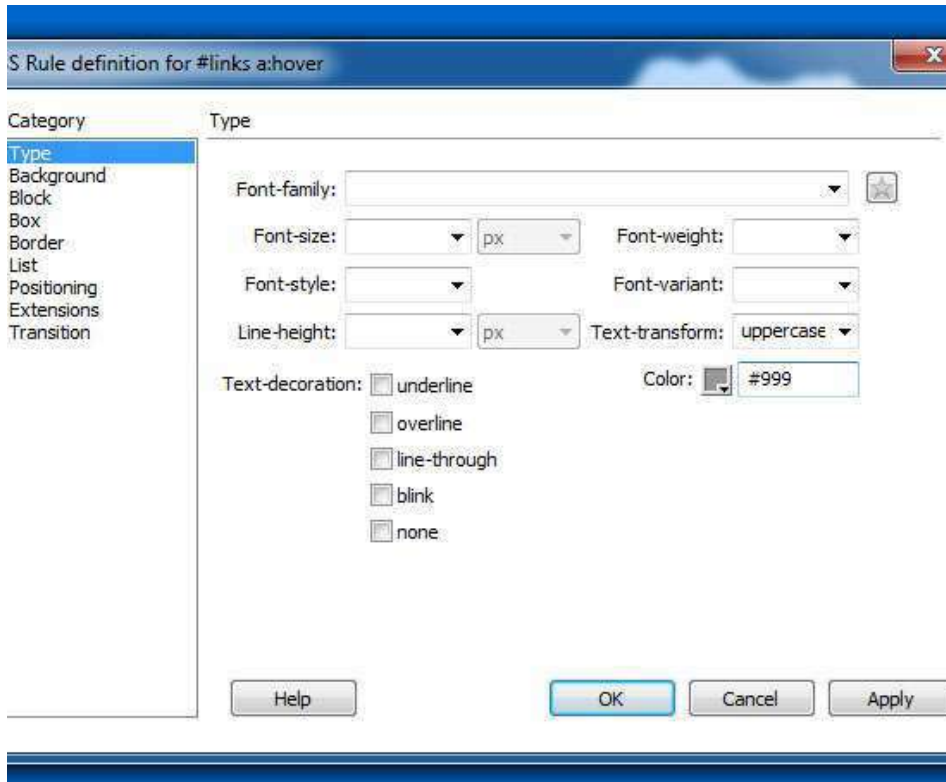 S Rule definition for #links a:hover
X
Category
Type
Type
Background
Block
Box
Border
List
Positioning
Extensions
Transition
Font-family:
Font-size: px Font-weight:
Font-style: Font-variant:
Line-height: px Text-transform: uppercase
Text-decoration: underline Color: #999
overline
line-through
blink
none
Help OK Cancel Apply